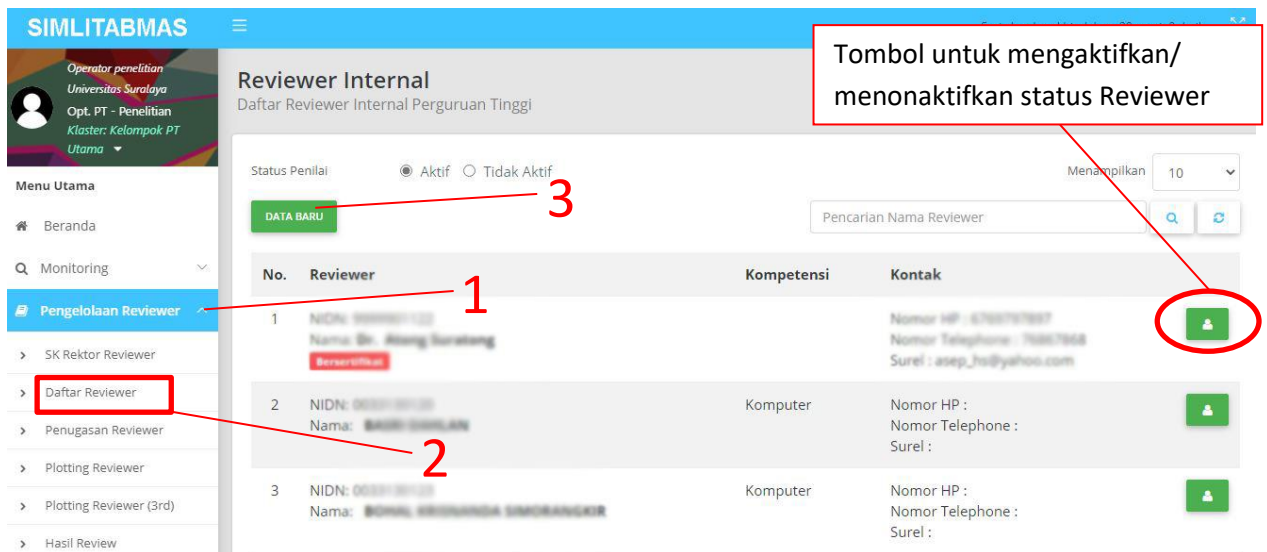 SIMLITABMAS
Tombol untuk mengaktifkan/
menonaktifkan status Reviewer
Operator penelitian
Universitas Suralaya
Opt. PT - Penelitian
Klaster: Kelompok PT
Utama
Reviewer Internal
Daftar Reviewer Internal Perguruan Tinggi
Status Penilai Aktif Tidak Aktif
Menampilkan 10
3
DATA BARU
Pencarian Nama Reviewer
Menu Utama
Beranda
Monitoring
Pengelolaan Reviewer
1
SK Rektor Reviewer
Daftar Reviewer
2
Penugasan Reviewer
Plotting Reviewer
Plotting Reviewer (3rd)
Hasil Review
No. Reviewer Kompetensi Kontak
1 NIDN:
Nama: Dr.
Bersertifikat
Nomor HP :
Nomor Telephone :
Surel : asep_hs@yahoo.com
2 NIDN:
Nama:
Komputer
Nomor HP :
Nomor Telephone :
Surel :
3 NIDN:
Nama:
Komputer
Nomor HP :
Nomor Telephone :
Surel :